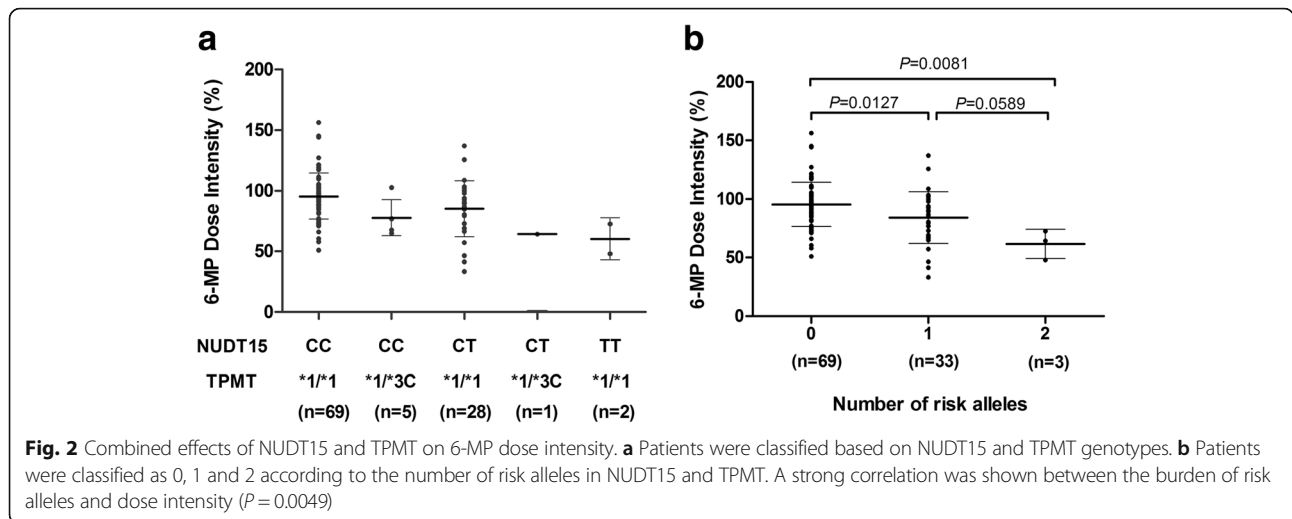 a
6-MP Dose Intensity (%)
200
150
100
50
0
NUDT15 CC CC CT CT TT
TPMT *1/*1 *1/*3C *1/*1 *1/*3C *1/*1
(n=69) (n=5) (n=28) (n=1) (n=2)
b
P=0.0081
P=0.0127 P=0.0589
6-MP Dose Intensity (%)
200
150
100
50
0
0 1 2
(n=69) (n=33) (n=3)
Number of risk alleles
Fig. 2 Combined effects of NUDT15 and TPMT on 6-MP dose intensity. a Patients were classified based on NUDT15 and TPMT genotypes. b Patients
were classified as 0, 1 and 2 according to the number of risk alleles in NUDT15 and TPMT. A strong correlation was shown between the burden of risk
alleles and dose intensity (P = 0.0049)